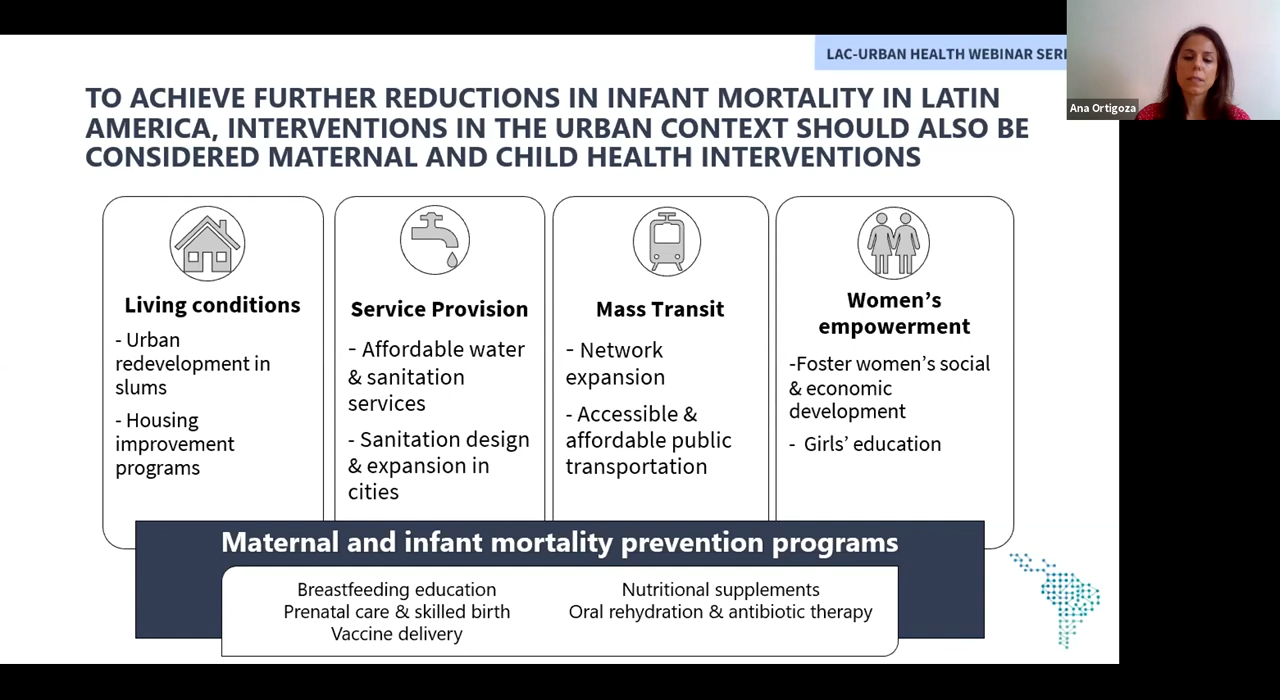 LAC-URBAN HEALTH WEBINAR SERI
Ana Ortigoza
TO ACHIEVE FURTHER REDUCTIONS IN INFANT MORTALITY IN LATIN
AMERICA, INTERVENTIONS IN THE URBAN CONTEXT SHOULD ALSO BE
CONSIDERED MATERNAL AND CHILD HEALTH INTERVENTIONS
Living conditions
- Urban
redevelopment in
slums
- Housing
improvement
programs
Service Provision
- Affordable water
& sanitation
services
- Sanitation design
& expansion in
cities
Mass Transit
- Network
expansion
- Accessible &
affordable public
transportation
Women’s
empowerment
-Foster women’s social
& economic
development
- Girls’ education
Maternal and infant mortality prevention programs
Breastfeeding education
Prenatal care & skilled birth
Vaccine delivery
Nutritional supplements
Oral rehydration & antibiotic therapy